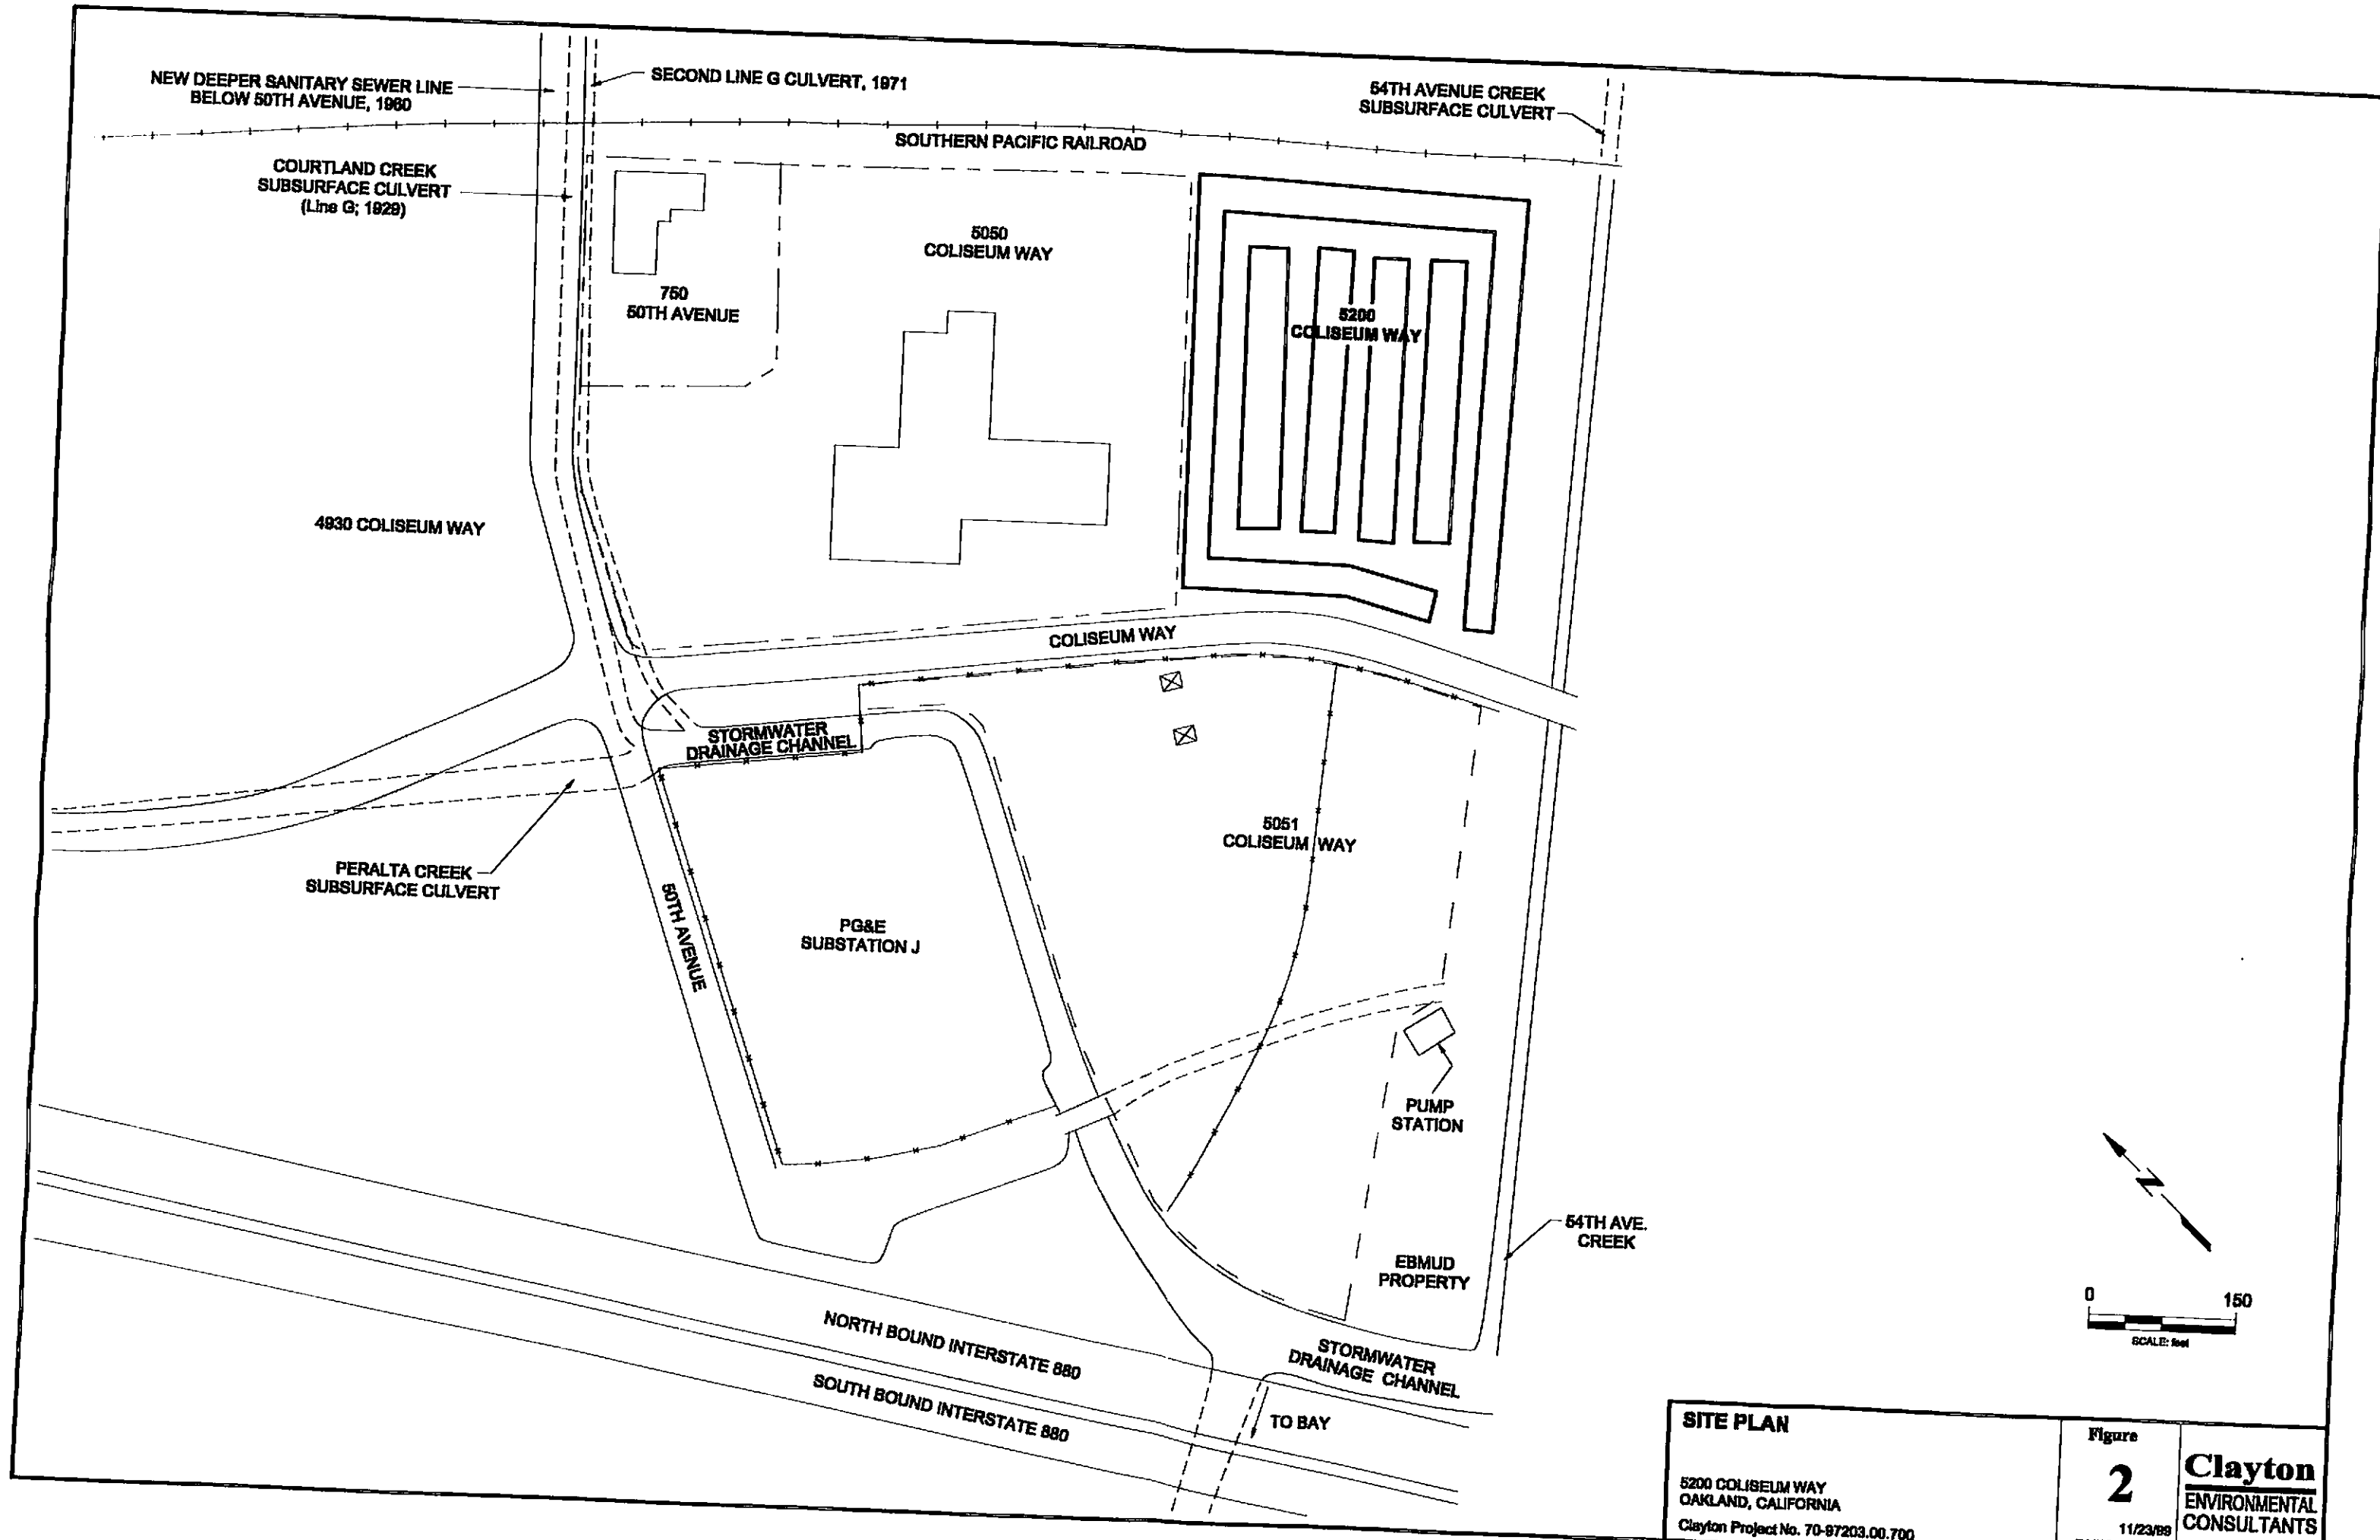 NEW DEEPER SANITARY SEWER LINE
BELOW 50TH AVENUE, 1960
SECOND LINE G CULVERT, 1971
54TH AVENUE CREEK
SUBSURFACE CULVERT
SOUTHERN PACIFIC RAILROAD
COURTLAND CREEK
SUBSURFACE CULVERT
(Line G; 1929)
750
50TH AVENUE
5050
COLISEUM WAY
5200
COLISEUM WAY
4930 COLISEUM WAY
COLISEUM WAY
STORMWATER
DRAINAGE CHANNEL
PERALTA CREEK
SUBSURFACE CULVERT
50TH AVENUE
PG&E
SUBSTATION J
5051
COLISEUM WAY
PUMP
STATION
54TH AVE.
CREEK
EBMUD
PROPERTY
N
0 150
SCALE: feet
NORTH BOUND INTERSTATE 880
SOUTH BOUND INTERSTATE 880
STORMWATER
DRAINAGE CHANNEL
TO BAY
SITE PLAN
5200 COLISEUM WAY
OAKLAND, CALIFORNIA
Clayton Project No. 70-97203.00.700
Figure
2
11/23/99
Clayton
ENVIRONMENTAL
CONSULTANTS